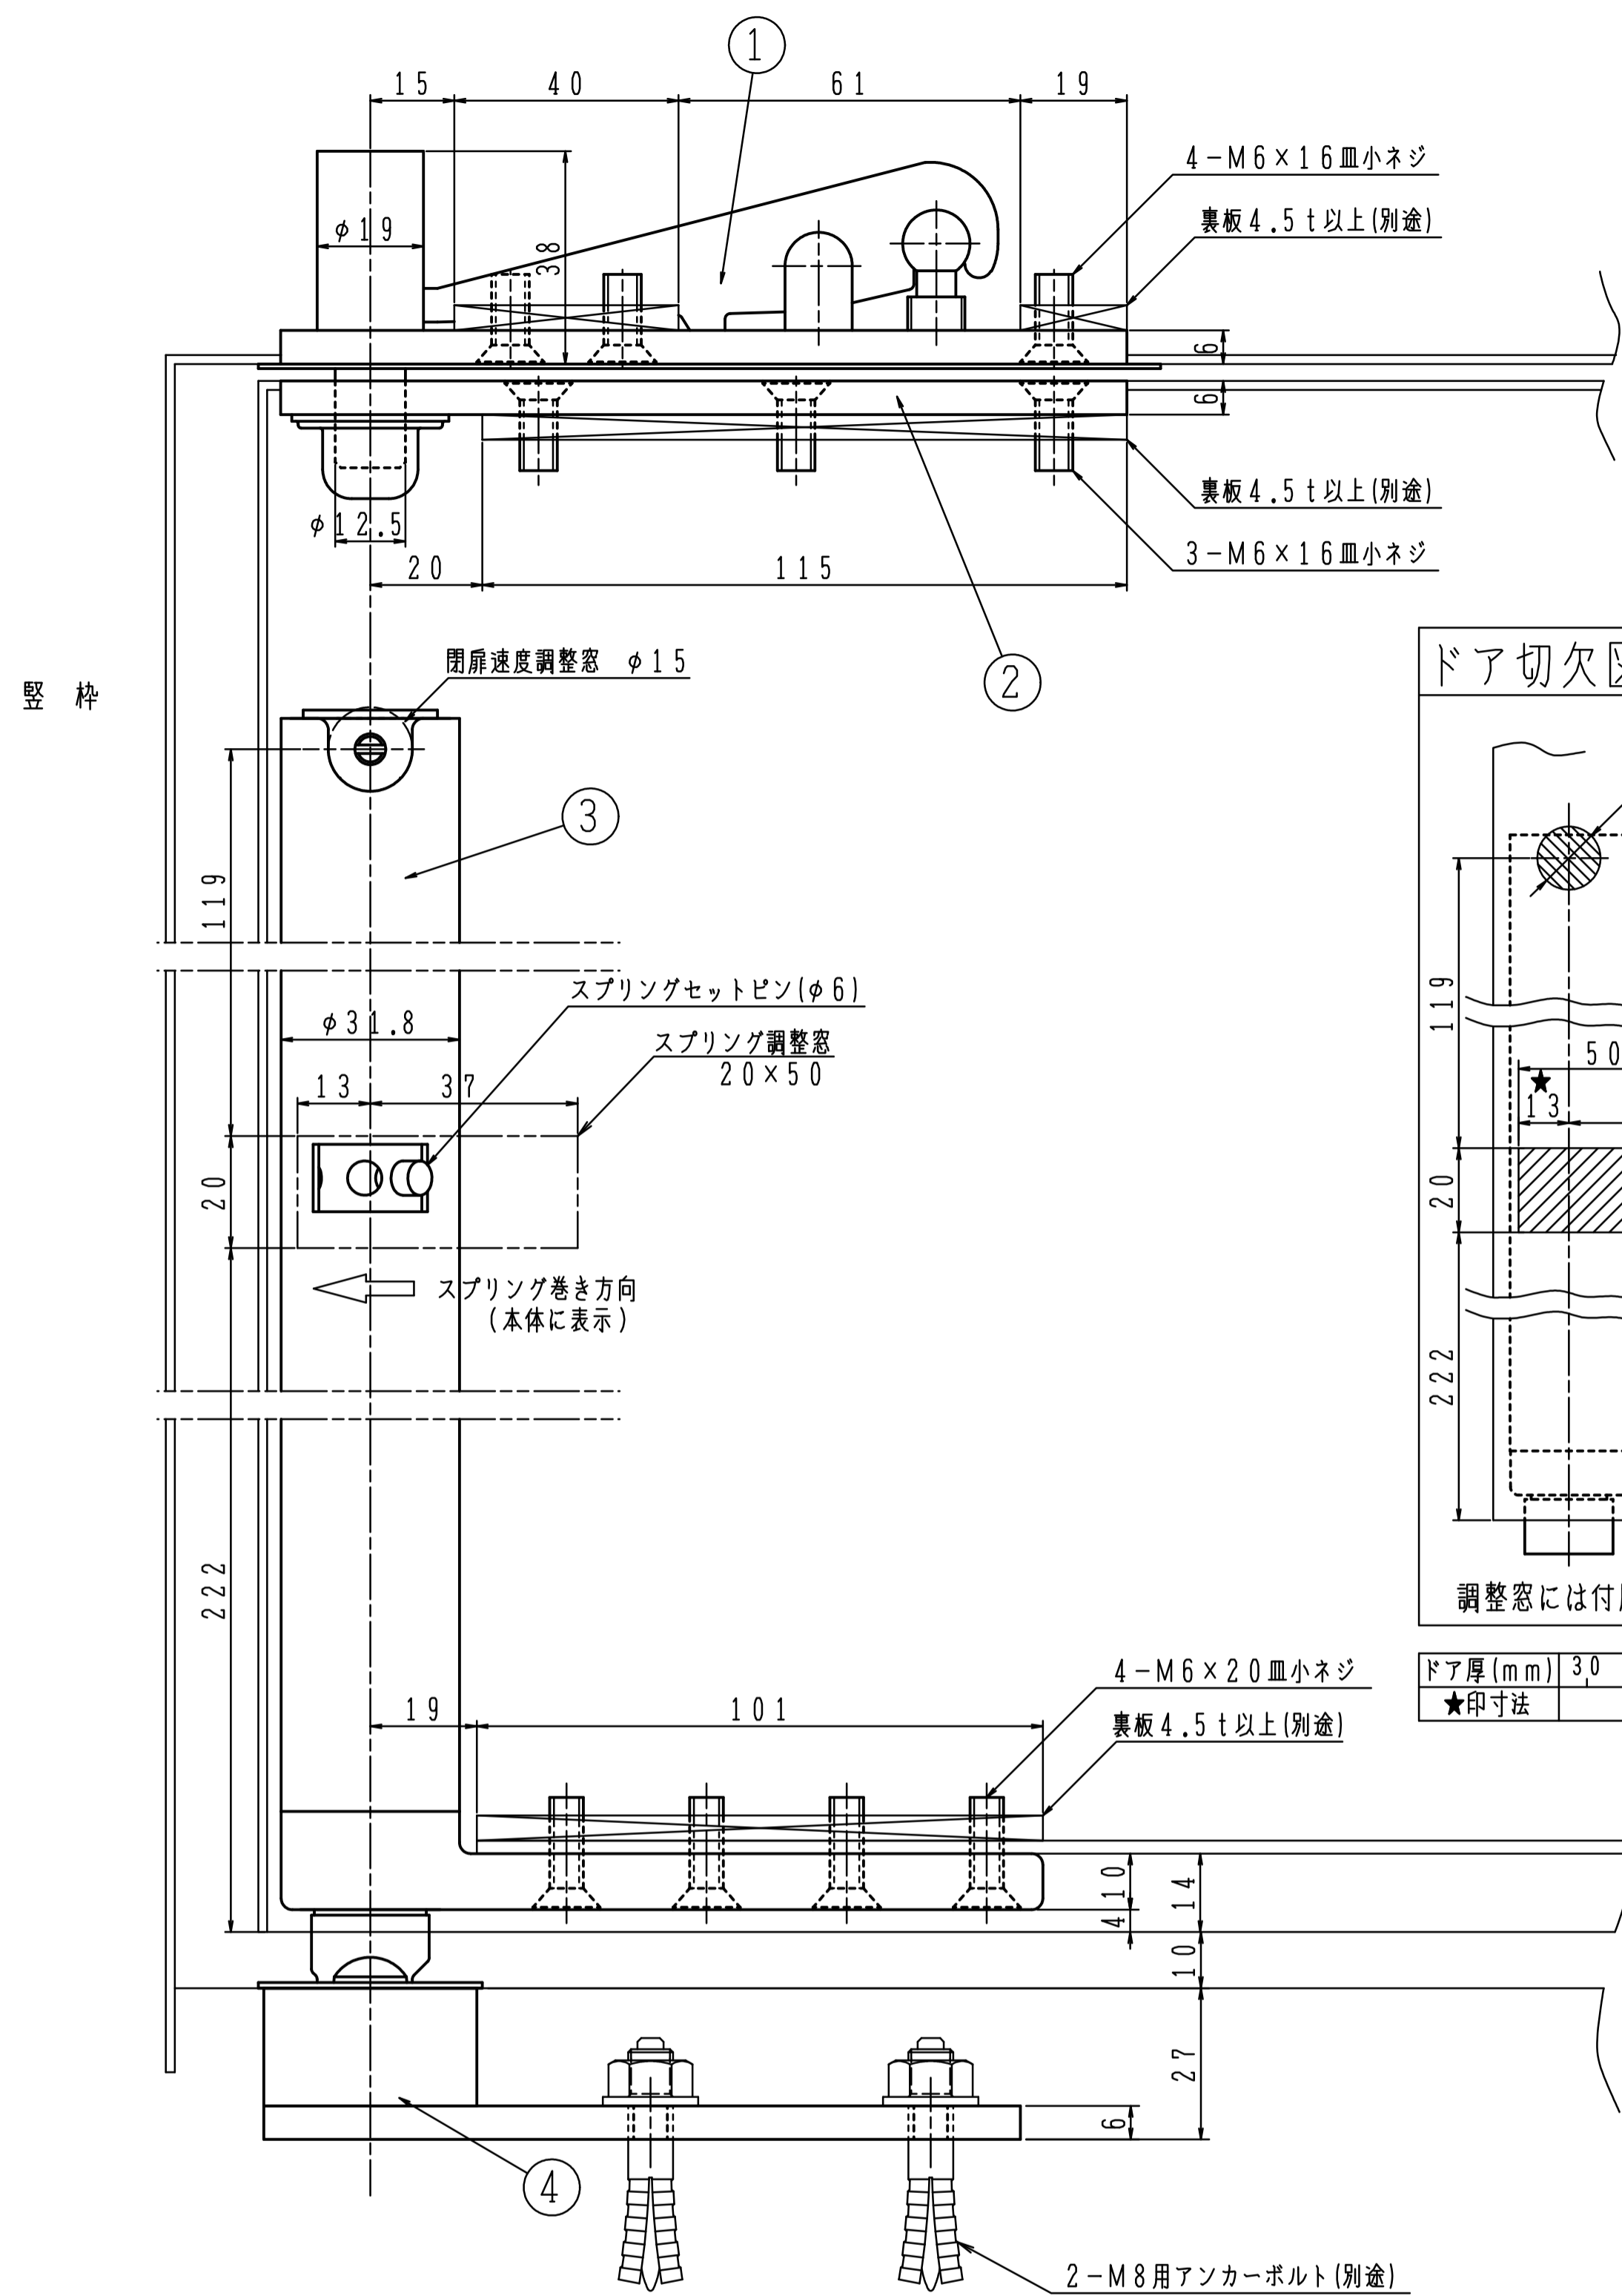 1
15 40 61 19
4-M6×16皿小ネジ
裏板4.5t以上(別途)
φ19
38
6
6
裏板4.5t以上(別途)
φ12.5
3-M6×16皿小ネジ
20 115
2
閉扉速度調整窓 φ15
竪枠
3
119
スプリングセットピン(φ6)
φ31.8
スプリング調整窓
20×50
13 37
20
スプリング巻き方向
(本体に表示)
222
4-M6×20皿小ネジ
19 101
裏板4.5t以上(別途)
10
14
4
10
27
6
4
2-M8用アンカーボルト(別途)
ドア切欠
119
50
★
13
20
222
調整窓には付
ドア厚(mm) 30
★印寸法